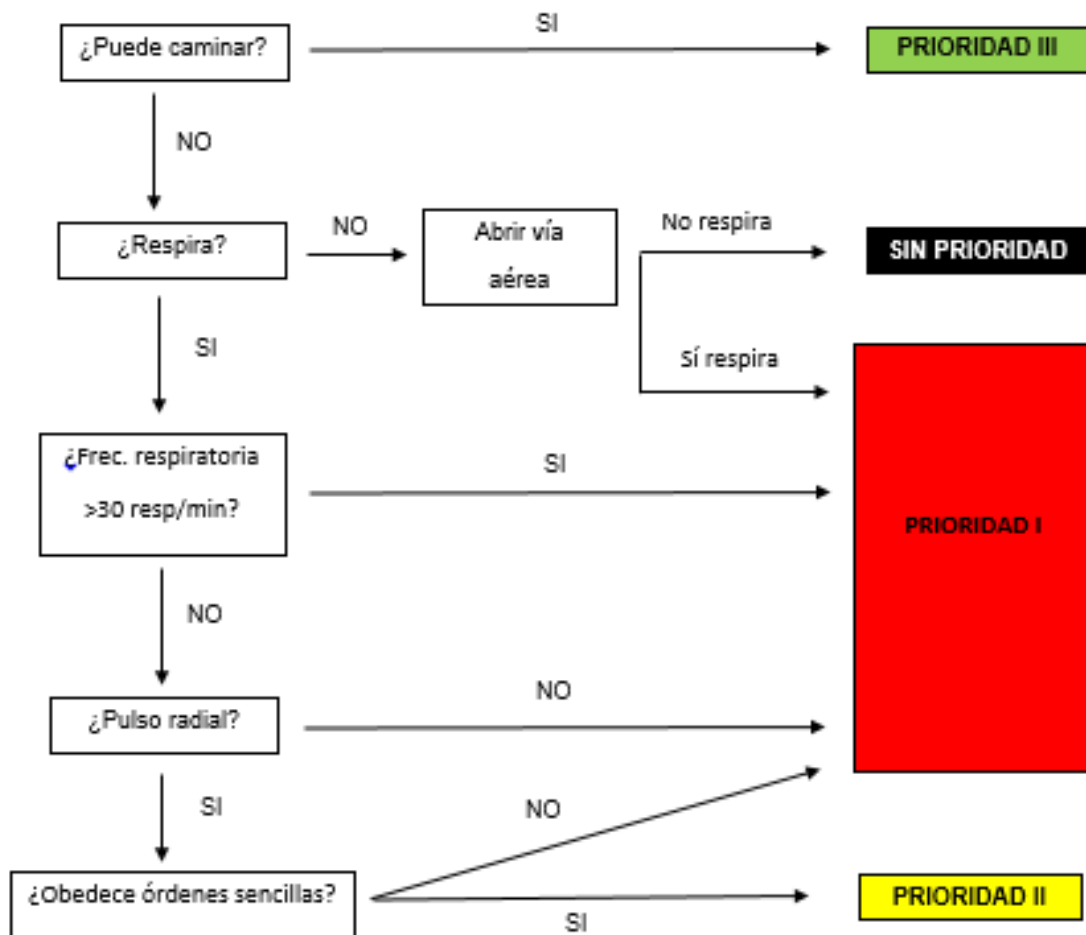 ¿Puede caminar?
SI
PRIORIDAD III
NO
¿Respira?
NO
Abrir vía
aérea
No respira
SIN PRIORIDAD
SI
Sí respira
¿Frec. respiratoria
>30 resp/min?
SI
PRIORIDAD I
NO
¿Pulso radial?
NO
SI
NO
¿Obedece órdenes sencillas?
SI
PRIORIDAD II